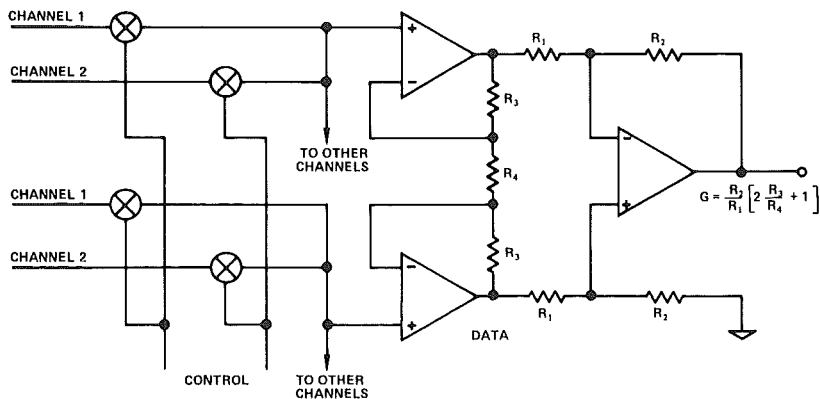 CHANNEL 1
CHANNEL 2
TO OTHER
CHANNELS
CHANNEL 1
CHANNEL 2
CONTROL
TO OTHER
CHANNELS
+
−
R1
R2
R3
R4
R3
−
+
DATA
R1
R2
−
+
G = R2/R1 [2 R3/R4 + 1]